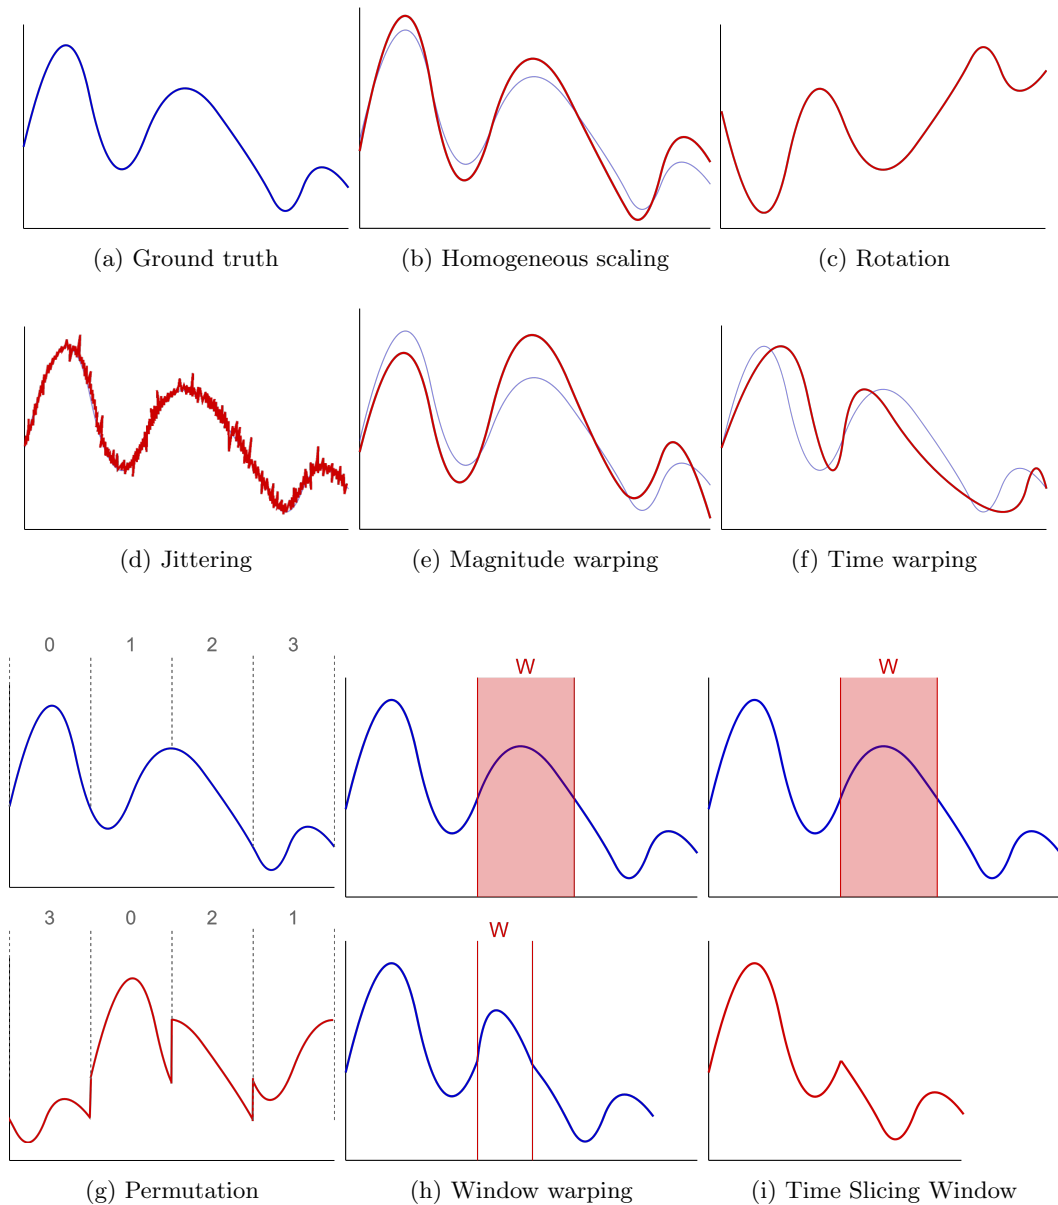 (a) Ground truth
(b) Homogeneous scaling
(c) Rotation
(d) Jittering
(e) Magnitude warping
(f) Time warping
0 1 2 3
W
W
3 0 2 1
W
(g) Permutation
(h) Window warping
(i) Time Slicing Window